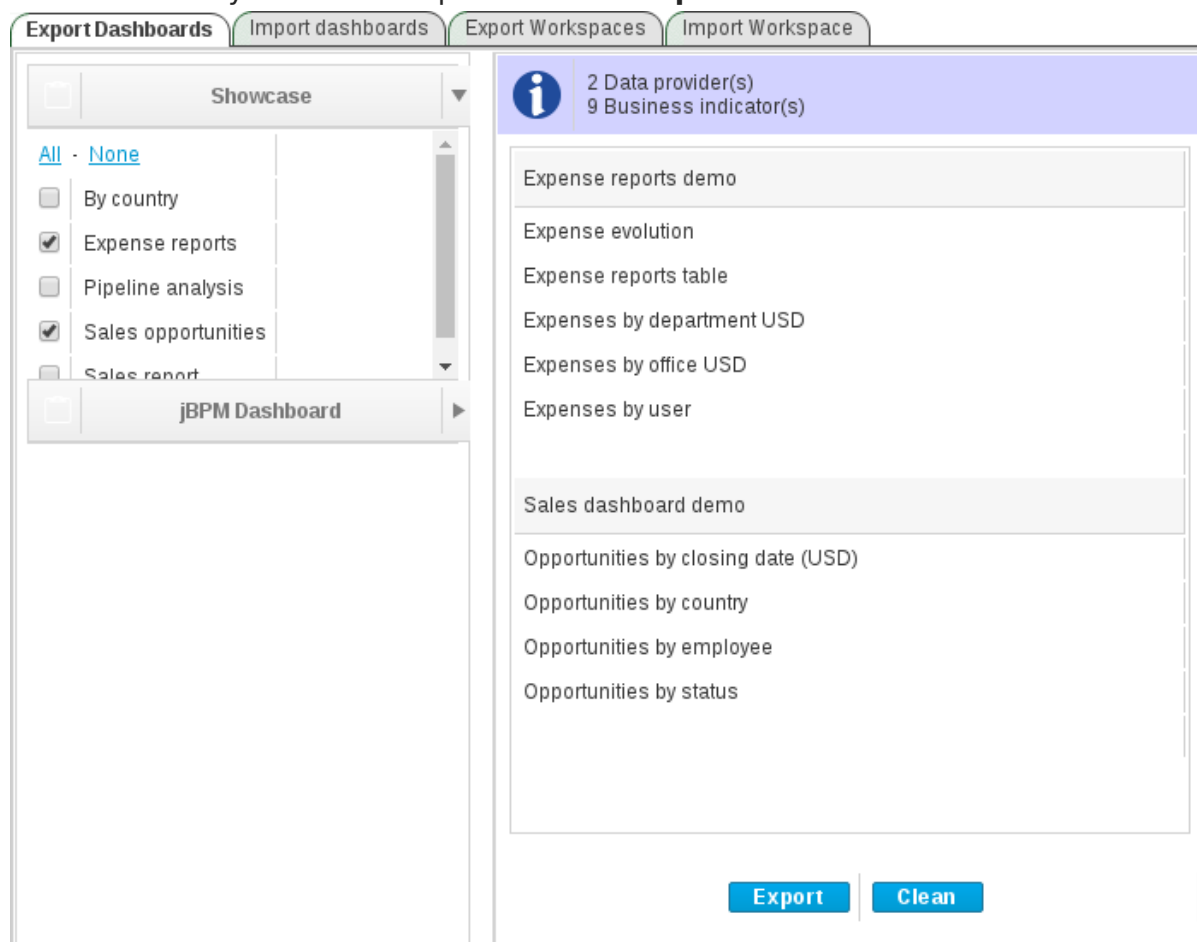 Export Dashboards
Import dashboards
Export Workspaces
Import Workspace
Showcase
All - None
By country
Expense reports
Pipeline analysis
Sales opportunities
Sales report
jBPM Dashboard
2 Data provider(s)
9 Business indicator(s)
Expense reports demo
Expense evolution
Expense reports table
Expenses by department USD
Expenses by office USD
Expenses by user
Sales dashboard demo
Opportunities by closing date (USD)
Opportunities by country
Opportunities by employee
Opportunities by status
Export
Clean